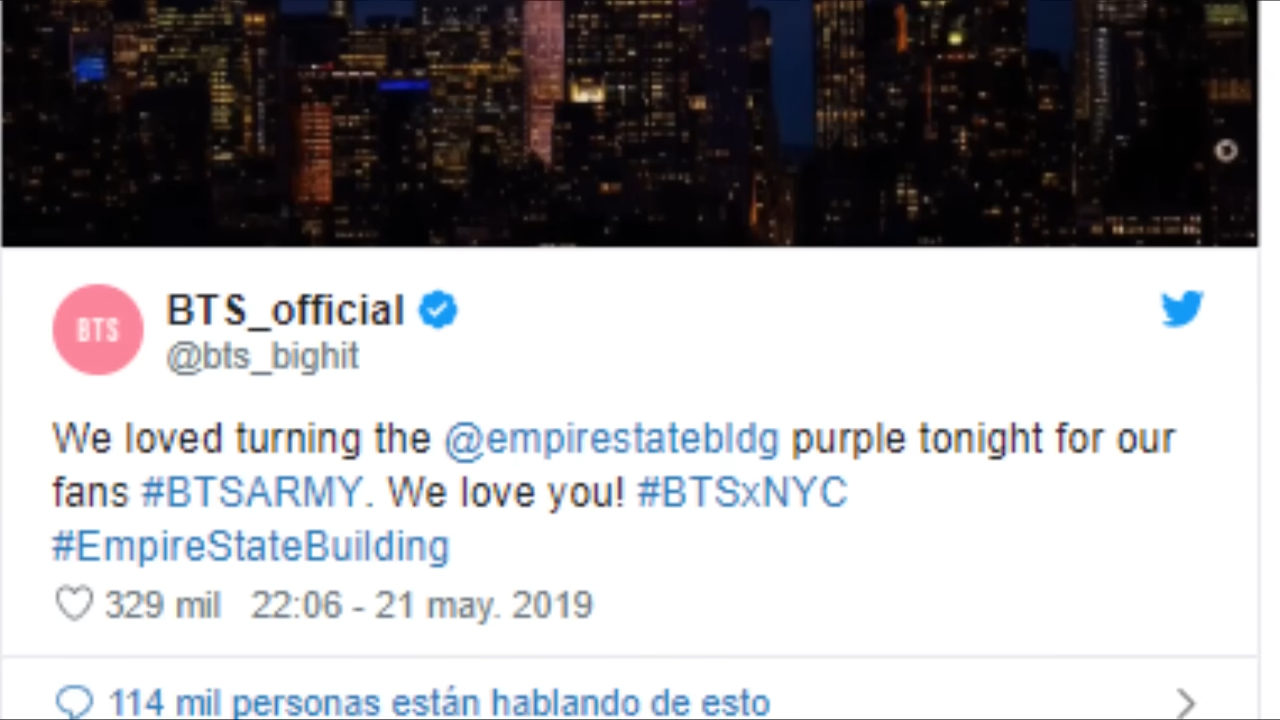 BTS
BTS_official
@bts_bighit
We loved turning the @empirestatebldg purple tonight for our
fans #BTSARMY. We love you! #BTSxNYC
#EmpireStateBuilding
329 mil 22:06 - 21 may. 2019
114 mil personas están hablando de esto